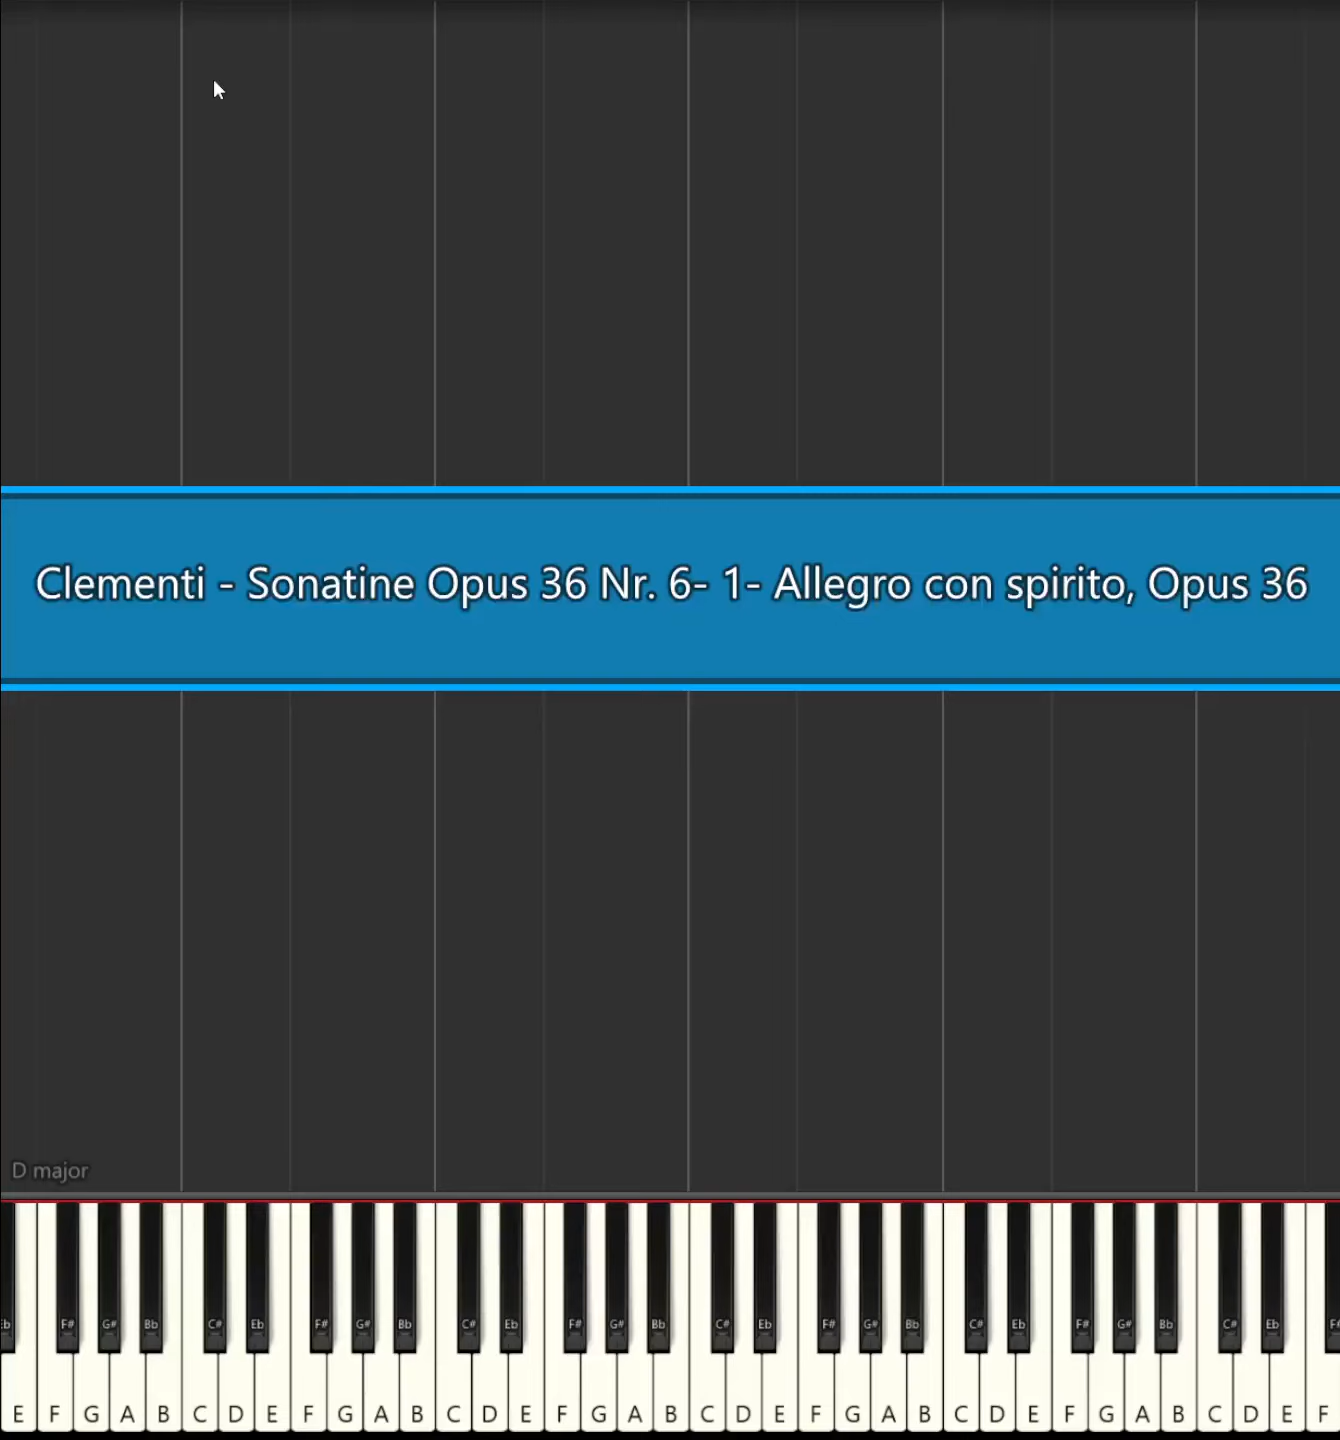 Clementi - Sonatine Opus 36 Nr. 6- 1- Allegro con spirito, Opus 36
D major
Eb F# G# Bb C# Eb F# G# Bb C# Eb F# G# Bb C# Eb F# G# Bb C# Eb F# G# Bb C# Eb F#
E F G A B C D E F G A B C D E F G A B C D E F G A B C D E F G A B C D E F